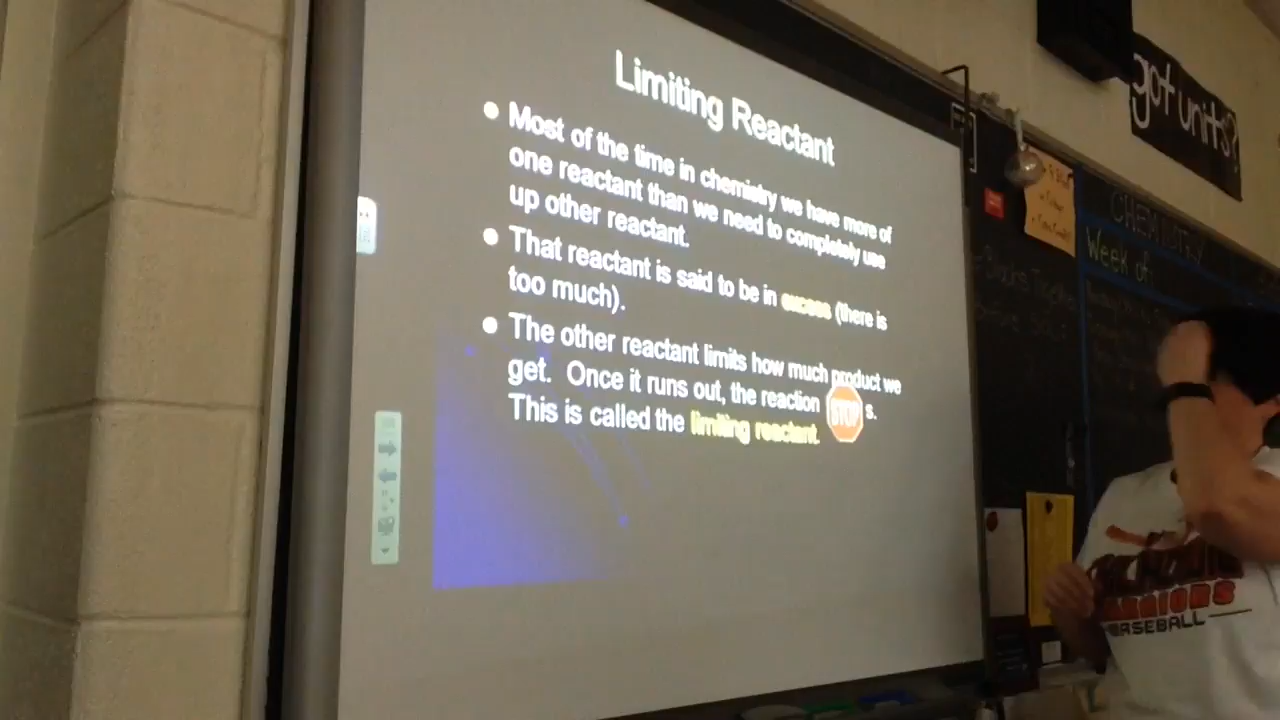 Limiting Reactant
Most of the time in chemistry we have more of
one reactant than we need to completely use
up other reactant.
That reactant is said to be in excess (there is
too much).
The other reactant limits how much product we
get. Once it runs out, the reaction STOP s.
This is called the limiting reactant.
got units?
CHEMISTRY
Week of:
WARRIORS
BASEBALL